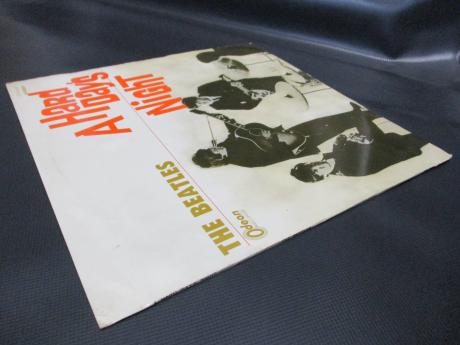 A Hard
Day's
Night
THE BEATLES
Odeon